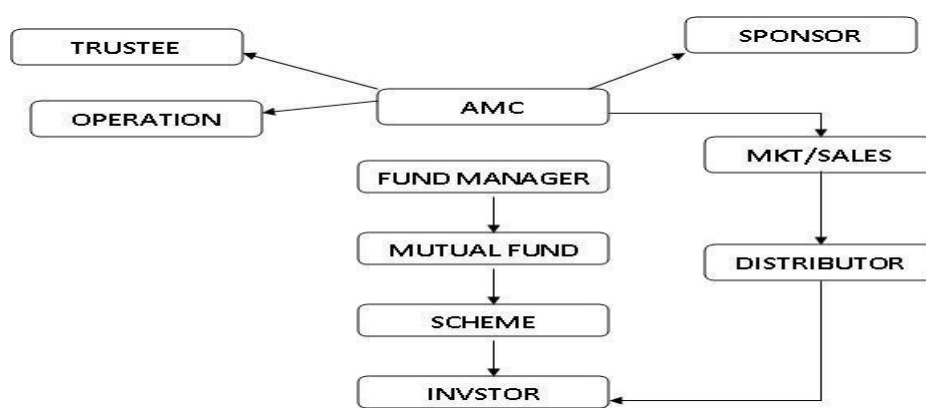 TRUSTEE
SPONSOR
OPERATION
AMC
MKT/SALES
FUND MANAGER
MUTUAL FUND
DISTRIBUTOR
SCHEME
INVSTOR